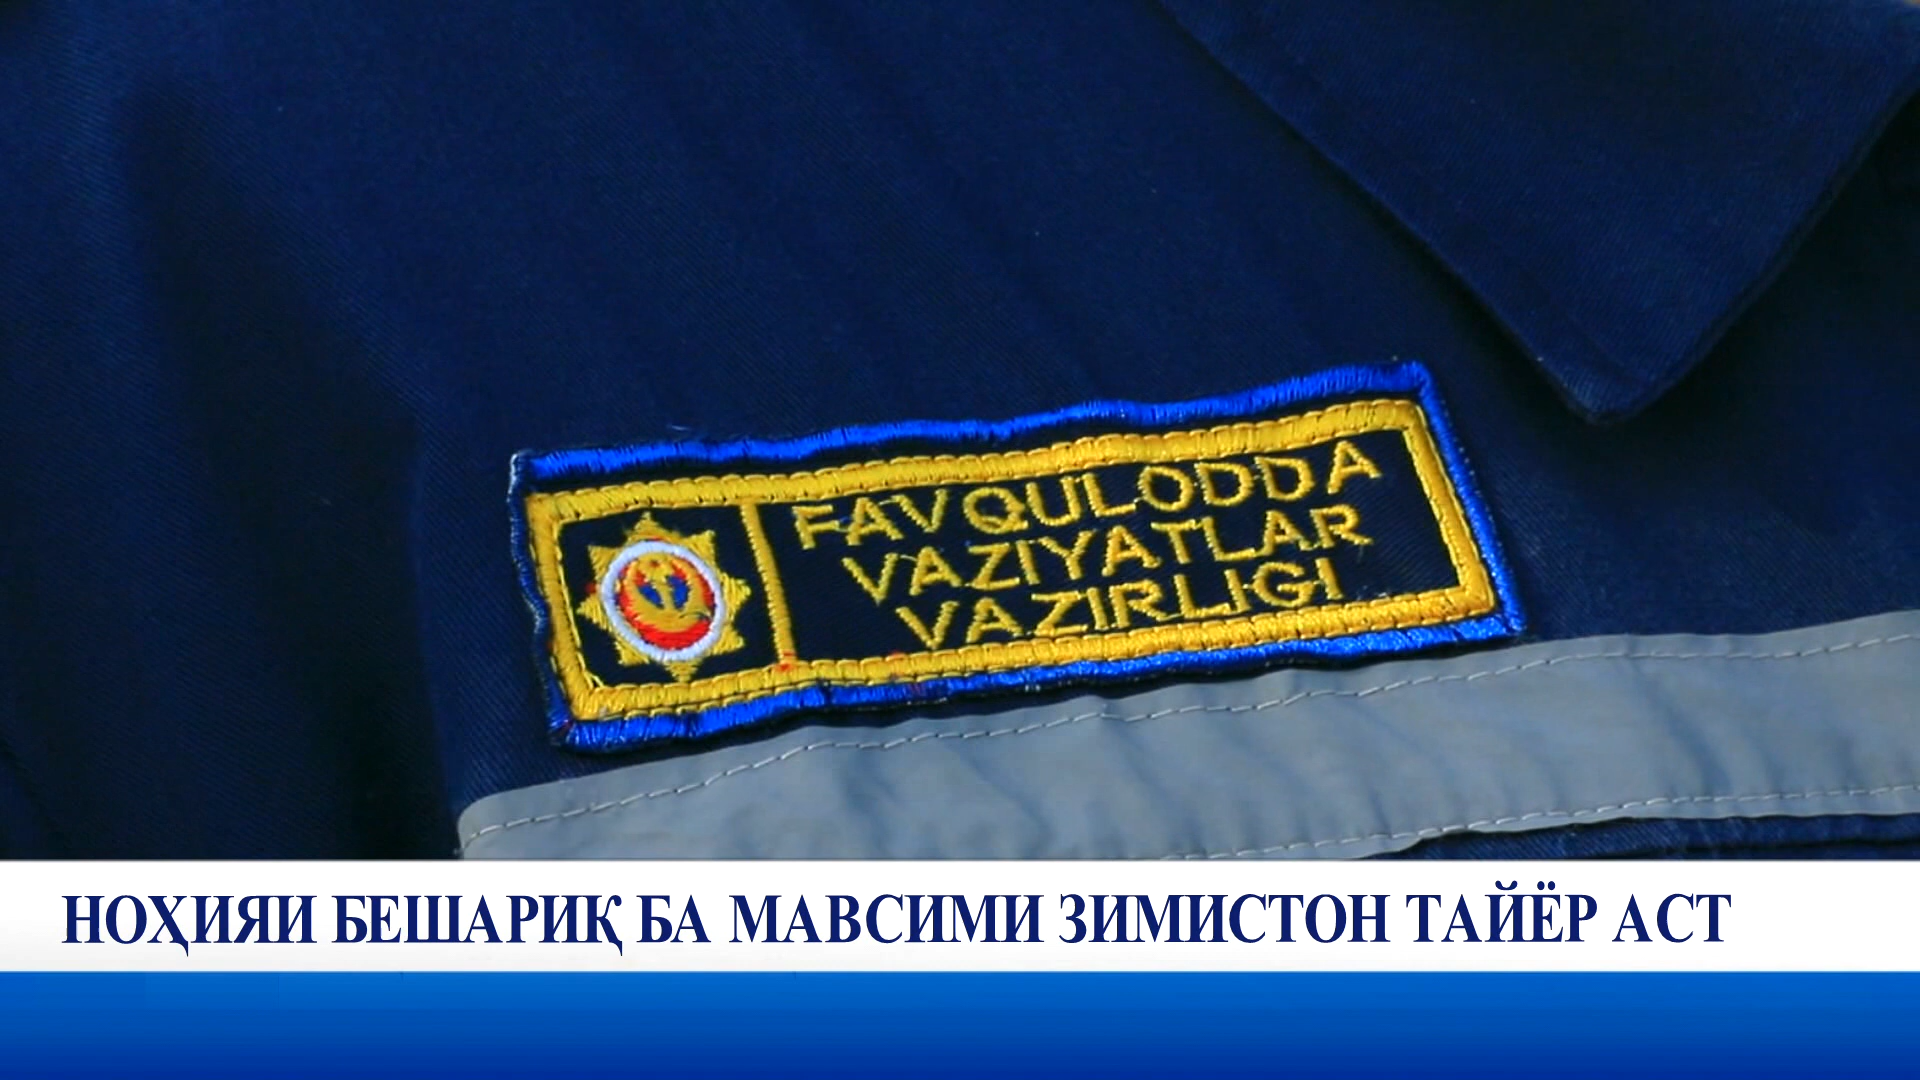 FAVQULODDA
VAZIYATLAR
VAZIRLIGI
НОҲИЯИ БЕШАРИҚ БА МАВСИМИ ЗИМИСТОН ТАЙЁР АСТ